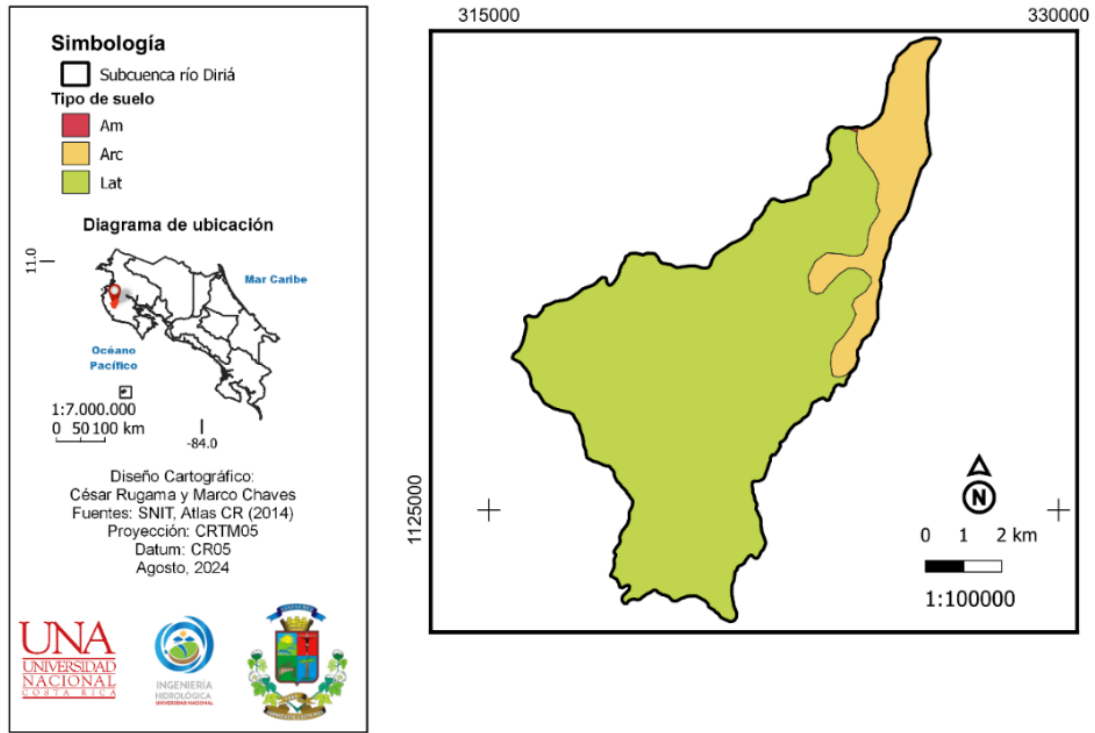 Simbología
Subcuenca río Diriá
Tipo de suelo
Am
Arc
Lat
Diagrama de ubicación
11.0
Mar Caribe
Océano
Pacífico
1:7.000.000
0 50 100 km
-84.0
Diseño Cartográfico:
César Rugama y Marco Chaves
Fuentes: SNIT, Atlas CR (2014)
Proyección: CRTM05
Datum: CR05
Agosto, 2024
UNA
UNIVERSIDAD
NACIONAL
COSTA RICA
INGENIERÍA
HIDROLÓGICA
UNIVERSIDAD NACIONAL
315000
330000
1125000
N
0 1 2 km
1:100000